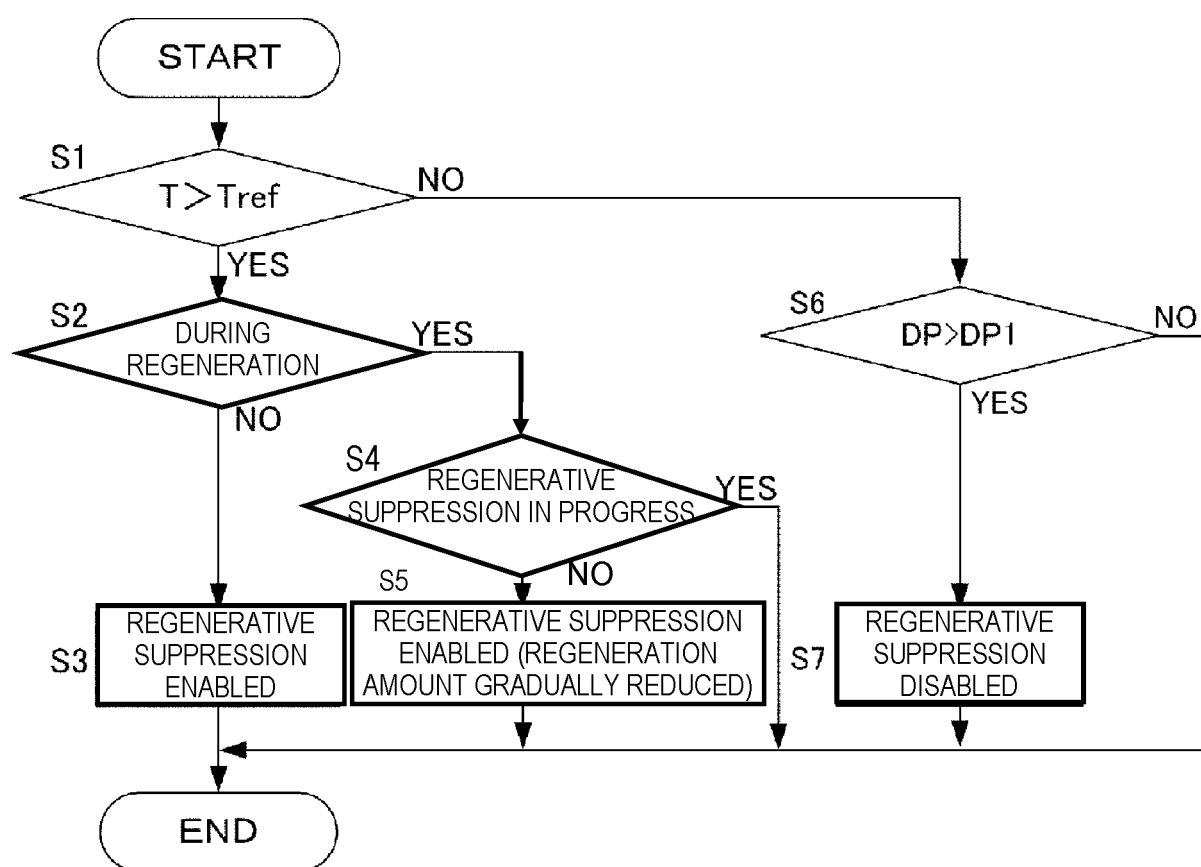 START
S1
T＞Tref
NO
YES
S2
DURING
REGENERATION
YES
NO
S6
DP>DP1
NO
YES
S4
REGENERATIVE
SUPPRESSION IN PROGRESS
YES
NO
S3
REGENERATIVE
SUPPRESSION
ENABLED
S5
REGENERATIVE SUPPRESSION
ENABLED (REGENERATION
AMOUNT GRADUALLY REDUCED)
S7
REGENERATIVE
SUPPRESSION
DISABLED
END